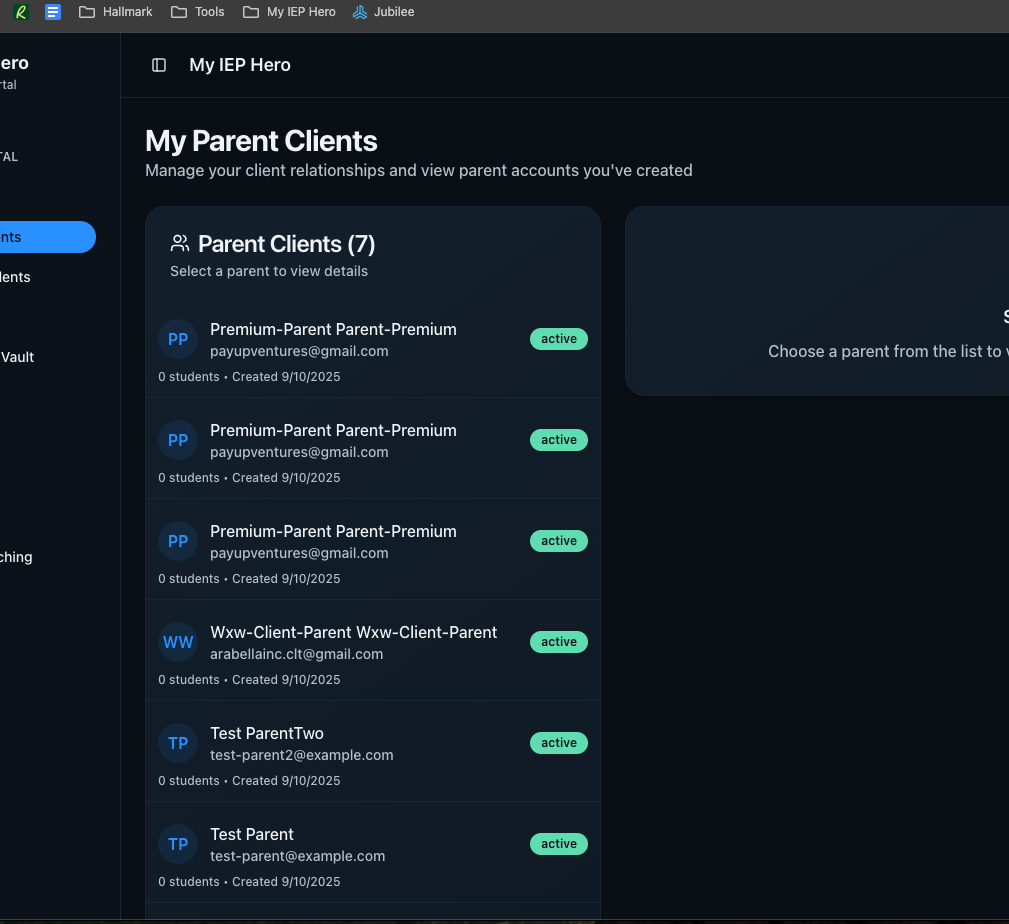 Hallmark Tools My IEP Hero Jubilee
ero
rtal
TAL
nts
lents
Vault
ching
My IEP Hero
My Parent Clients
Manage your client relationships and view parent accounts you've created
Parent Clients (7)
Select a parent to view details
PP Premium-Parent Parent-Premium active
payupventures@gmail.com
0 students • Created 9/10/2025
PP Premium-Parent Parent-Premium active
payupventures@gmail.com
0 students • Created 9/10/2025
PP Premium-Parent Parent-Premium active
payupventures@gmail.com
0 students • Created 9/10/2025
WW Wxw-Client-Parent Wxw-Client-Parent active
arabellainc.clt@gmail.com
0 students • Created 9/10/2025
TP Test ParentTwo active
test-parent2@example.com
0 students • Created 9/10/2025
TP Test Parent active
test-parent@example.com
0 students • Created 9/10/2025
Choose a parent from the list to